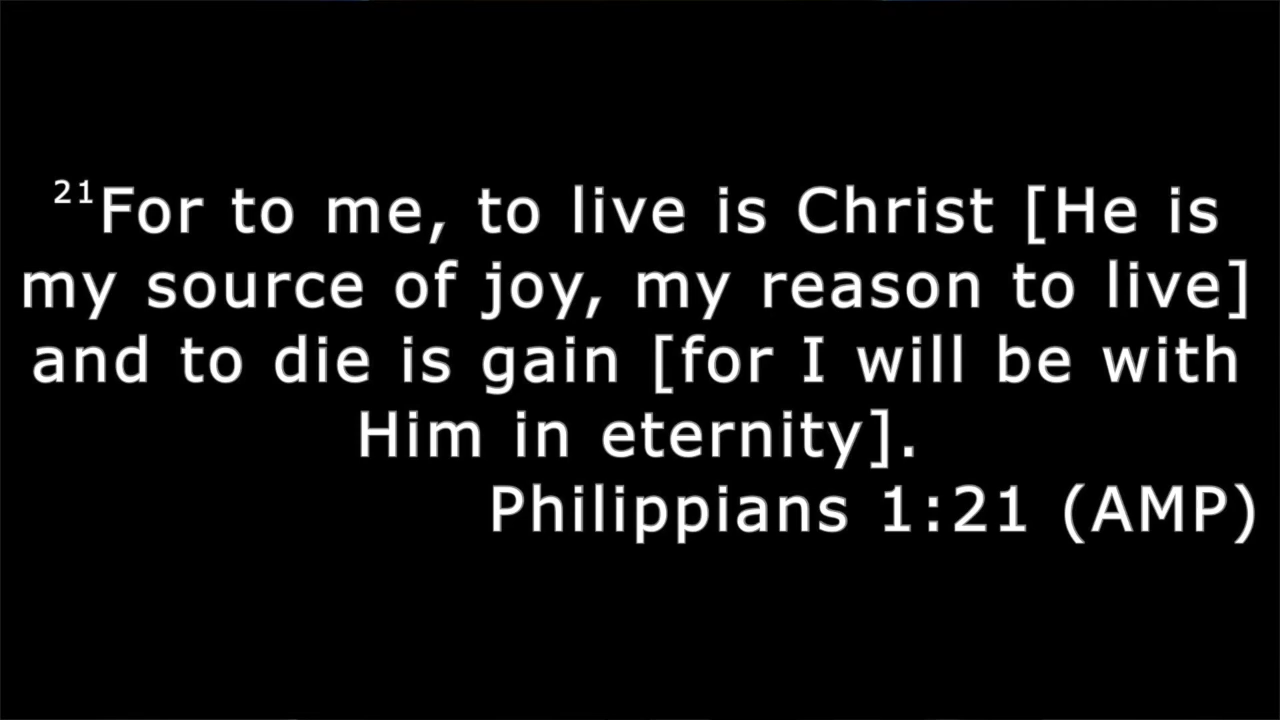 21For to me, to live is Christ [He is
my source of joy, my reason to live]
and to die is gain [for I will be with
Him in eternity].
Philippians 1:21 (AMP)